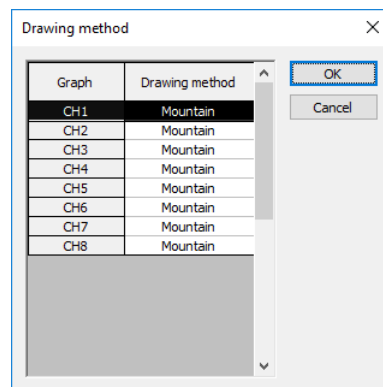 Drawing method
Graph Drawing method
CH1 Mountain
CH2 Mountain
CH3 Mountain
CH4 Mountain
CH5 Mountain
CH6 Mountain
CH7 Mountain
CH8 Mountain
OK
Cancel